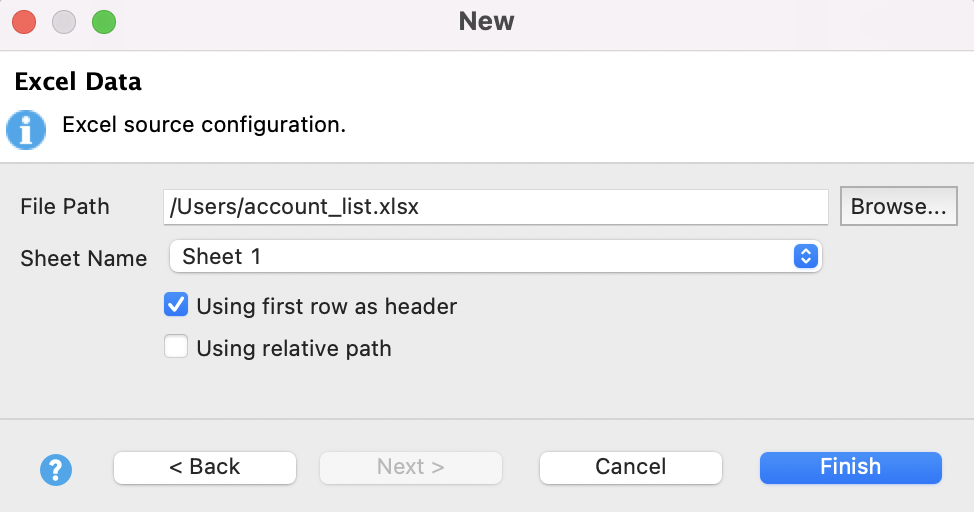 New
Excel Data
Excel source configuration.
File Path /Users/account_list.xlsx Browse...
Sheet Name Sheet 1
Using first row as header
Using relative path
? < Back Next > Cancel Finish